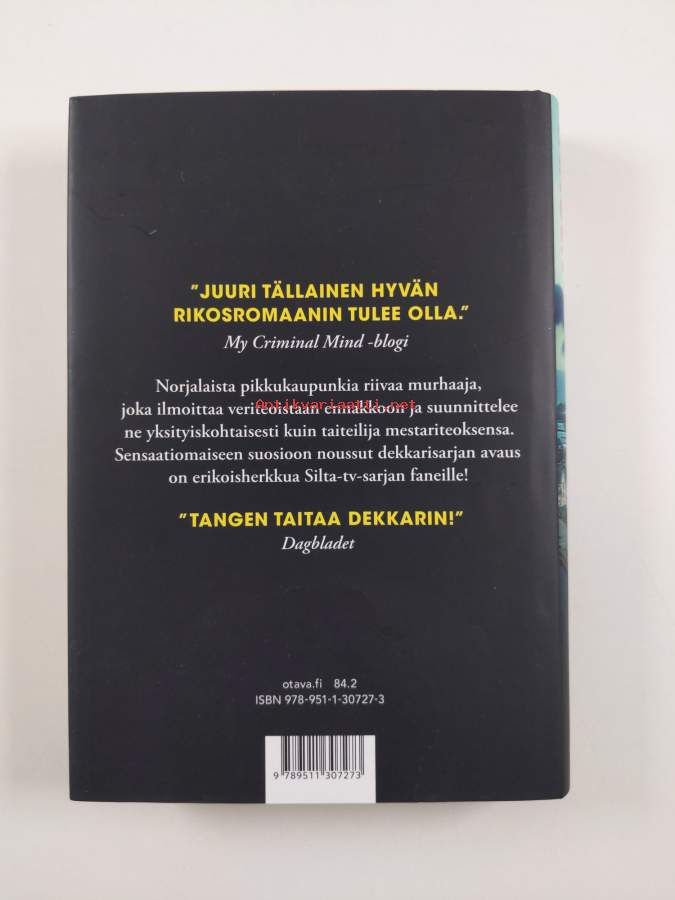 ”JUURI TÄLLAINEN HYVÄN
RIKOSROMAANIN TULEE OLLA.”
My Criminal Mind -blogi
Norjalaista pikkukaupunkia riivaa murhaaja,
joka ilmoittaa veriteoistaan ennakkoon ja suunnittelee
Antikvariaatti.net
ne yksityiskohtaisesti kuin taiteilija mestariteoksensa.
Sensaatiomaiseen suosioon noussut dekkarisarjan avaus
on erikoisherkkua Silta-tv-sarjan faneille!
”TANGEN TAITAA DEKKARIN!”
Dagbladet
otava.fi 84.2
ISBN 978-951-1-30727-3
9 789511 307273